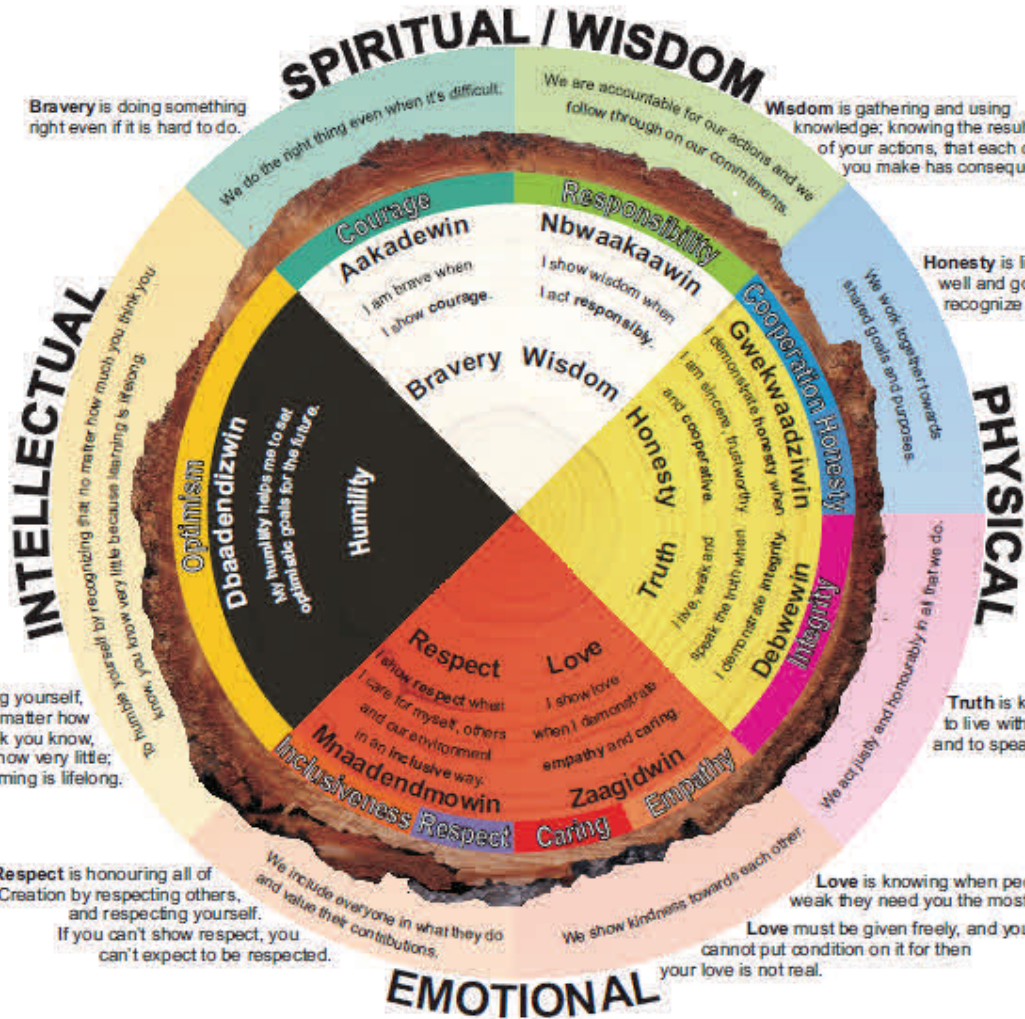 SPIRITUAL / WISDOM
Bravery is doing something
right even if it is hard to do.
We do the right thing even when it's difficult.
We are accountable for our actions and we
follow through on our commitments.
Wisdom is gathering and using
knowledge; knowing the
of your actions, that each
you make has
Courage
Aakadewin
I am brave when
I show courage.
Bravery
Responsibility
Nbwaakaawin
I show wisdom when
I act responsibly.
Wisdom
Honesty is
well and
recognize
We work together towards
shared goals and purposes.
Cooperation Honesty
Gwekwaadziwin
I demonstrate honesty when
I am sincere, trustworthy
and cooperative.
Honesty
PHYSICAL
Truth
I live, walk and
speak the truth when
I demonstrate integrity.
Debwewin
Integrity
We act justly and honourably in all that we do.
Truth is
to live with
and to speak
Love
I show love
when I demonstrate
empathy and caring.
Zaagidwin
Caring Empathy
We show kindness towards each other.
Love is knowing when
weak they need you the most
Love must be given freely, and you
cannot put condition on it for then
your love is not real.
EMOTIONAL
Respect
I show respect when
I care for myself, others
and our environment
in an inclusive way.
Mnaadendmowin
Inclusiveness Respect
We include everyone in what they do
and value their contributions.
Respect is honouring all of
Creation by respecting others,
and respecting yourself.
If you can't show respect, you
can't expect to be respected.
INTELLECTUAL
To humble yourself by recognizing that no matter how much you think you
know, you know very little because learning is lifelong.
Optimism
Dbaadendizwin
My humility helps me to set
optimistic goals for the future.
Humility
yourself,
matter how
you know,
very little;
is lifelong.